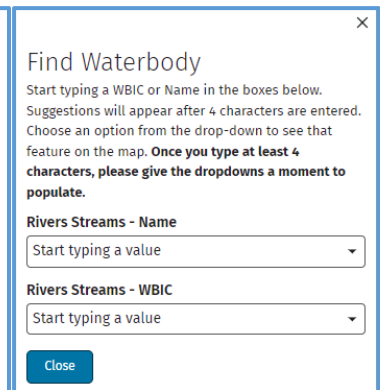 Find Waterbody
Start typing a WBIC or Name in the boxes below.
Suggestions will appear after 4 characters are entered.
Choose an option from the drop-down to see that
feature on the map. Once you type at least 4
characters, please give the dropdowns a moment to
populate.
Rivers Streams - Name
Start typing a value
Rivers Streams - WBIC
Start typing a value
Close